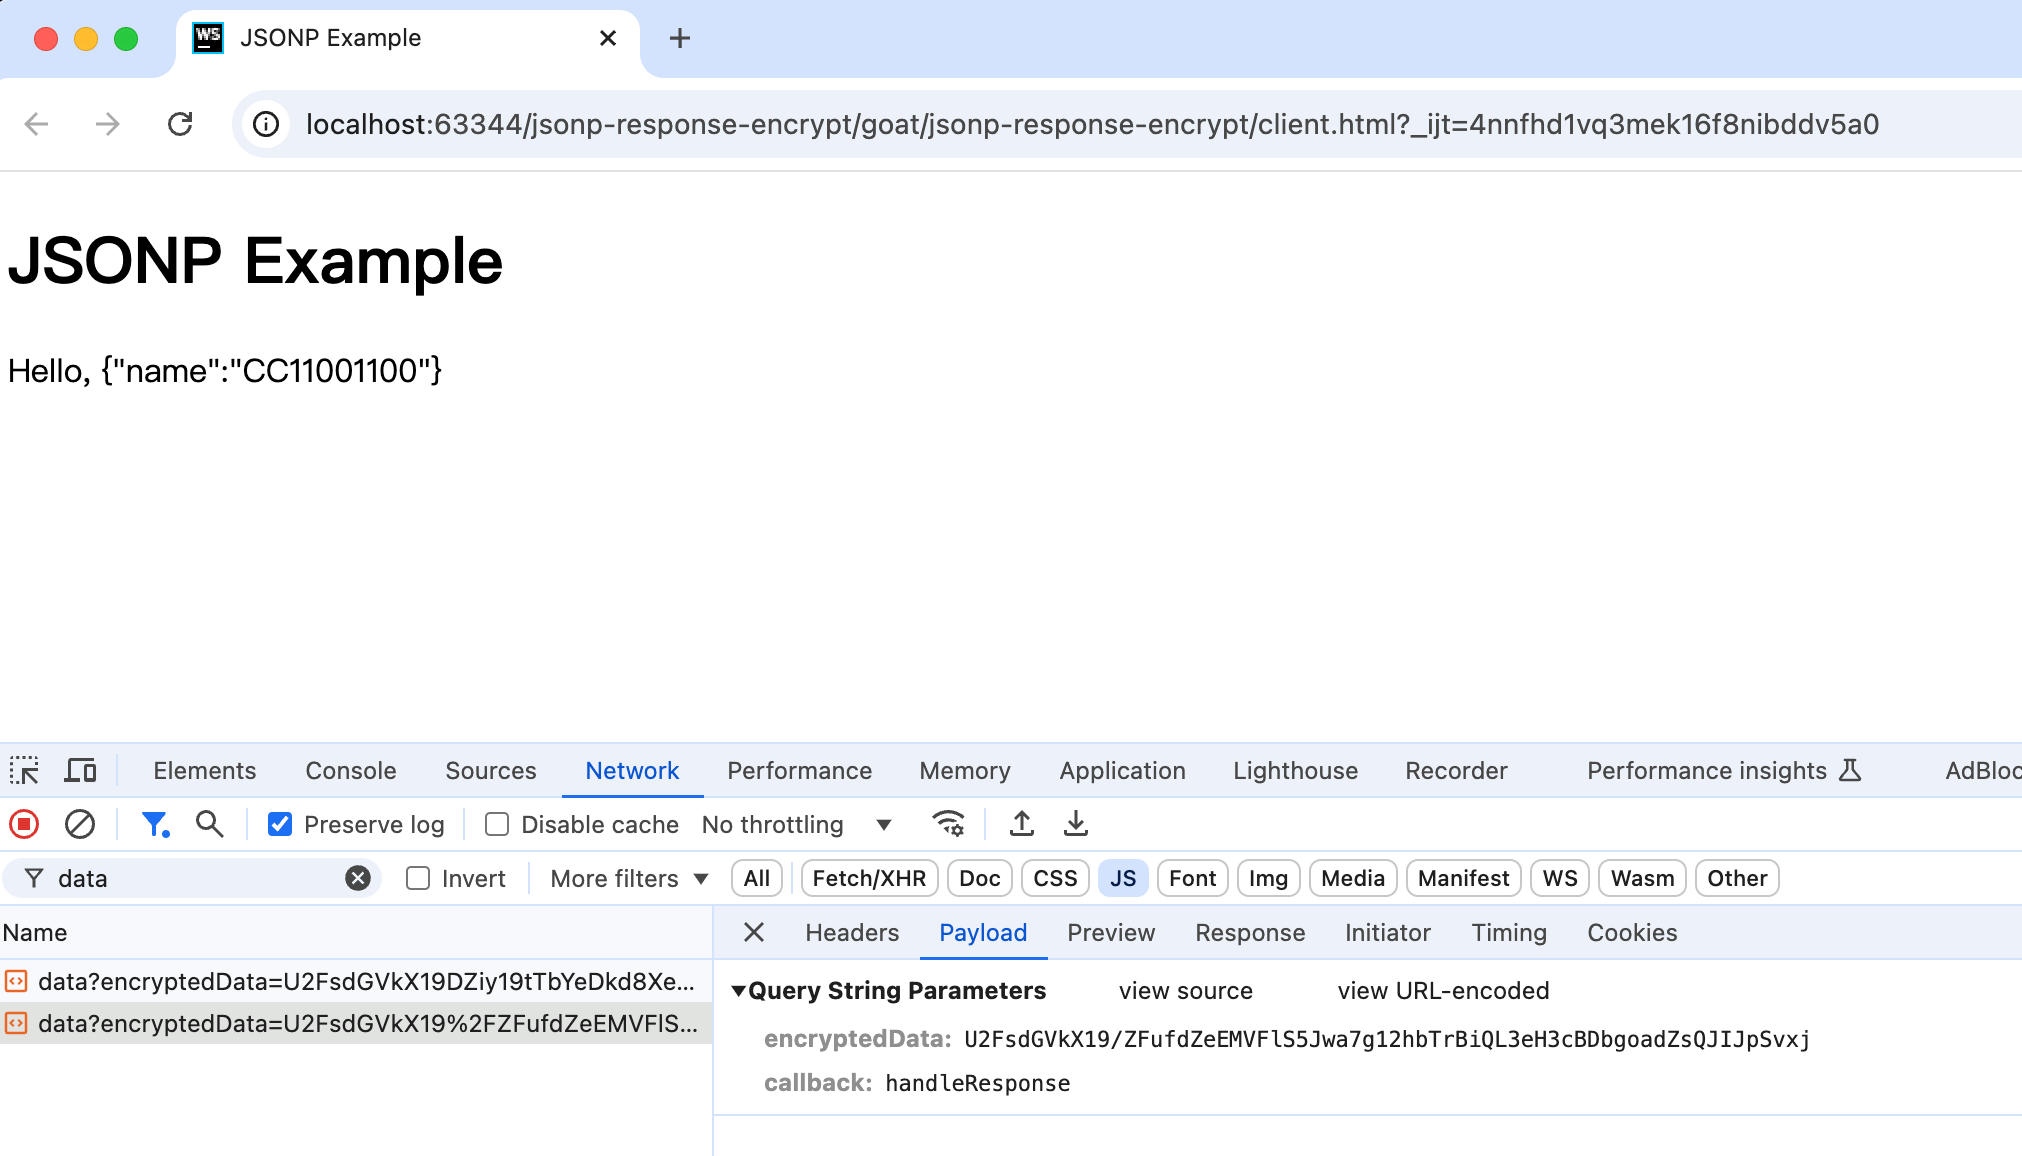 WS
JSONP Example
localhost:63344/jsonp-response-encrypt/goat/jsonp-response-encrypt/client.html?_ijt=4nnfhd1vq3mek16f8nibddv5a0
JSONP Example
Hello, {"name":"CC11001100"}
Elements Console Sources Network Performance Memory Application Lighthouse Recorder Performance insights AdBloc
Preserve log Disable cache No throttling
data Invert More filters All Fetch/XHR Doc CSS JS Font Img Media Manifest WS Wasm Other
Name Headers Payload Preview Response Initiator Timing Cookies
data?encryptedData=U2FsdGVkX19DZiy19tTbYeDkd8Xe...
data?encryptedData=U2FsdGVkX19%2FZFufdZeEMVFlS...
Query String Parameters view source view URL-encoded
encryptedData: U2FsdGVkX19/ZFufdZeEMVFlS5Jwa7g12hbTrBiQL3eH3cBDbgoadZsQJIJpSvxj
callback: handleResponse